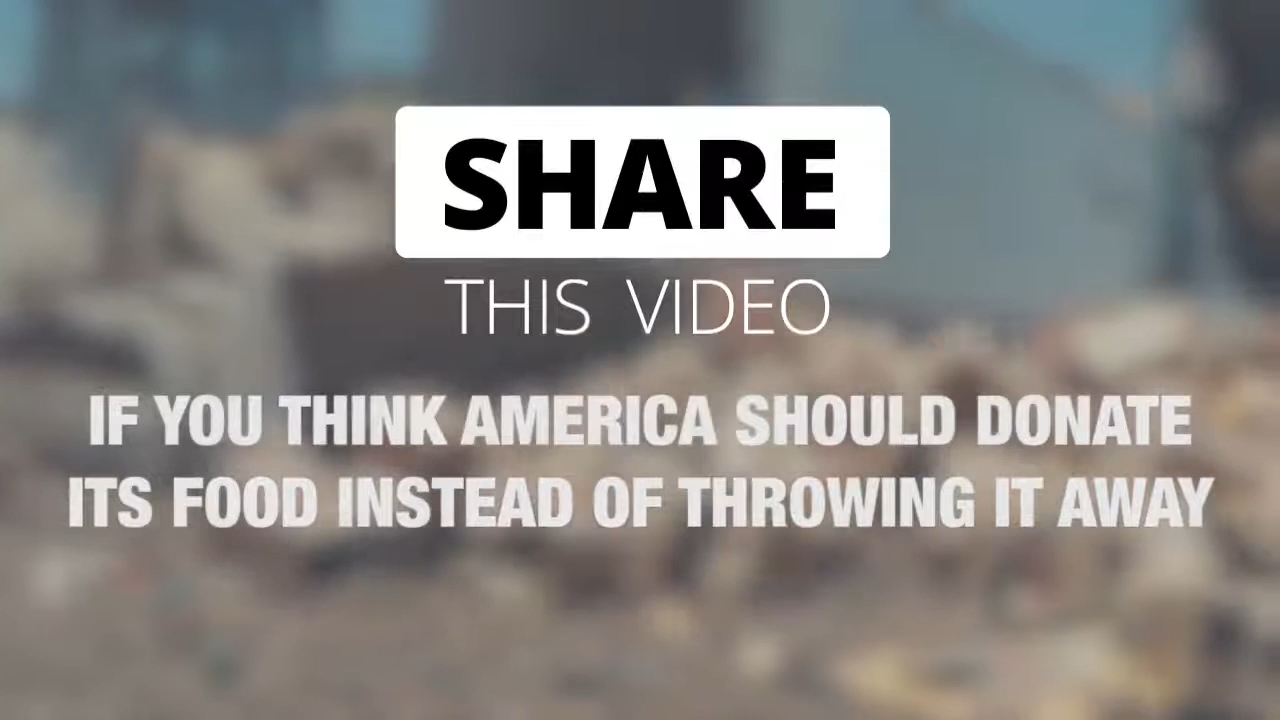 SHARE
THIS VIDEO
IF YOU THINK AMERICA SHOULD DONATE
ITS FOOD INSTEAD OF THROWING IT AWAY